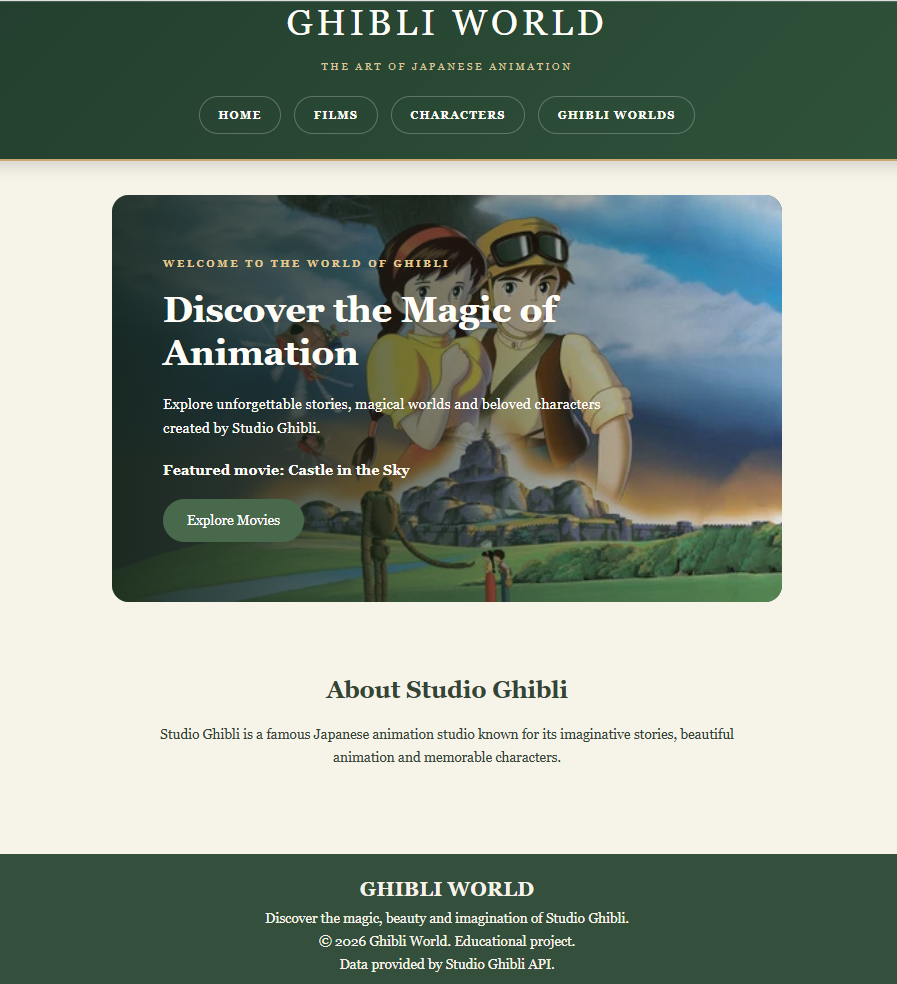 GHIBLI WORLD
THE ART OF JAPANESE ANIMATION
HOME
FILMS
CHARACTERS
GHIBLI WORLDS
WELCOME TO THE WORLD OF GHIBLI
Discover the Magic of
Animation
Explore unforgettable stories, magical worlds and beloved characters
created by Studio Ghibli.
Featured movie: Castle in the Sky
Explore Movies
About Studio Ghibli
Studio Ghibli is a famous Japanese animation studio known for its imaginative stories, beautiful
animation and memorable characters.
GHIBLI WORLD
Discover the magic, beauty and imagination of Studio Ghibli.
© 2026 Ghibli World. Educational project.
Data provided by Studio Ghibli API.